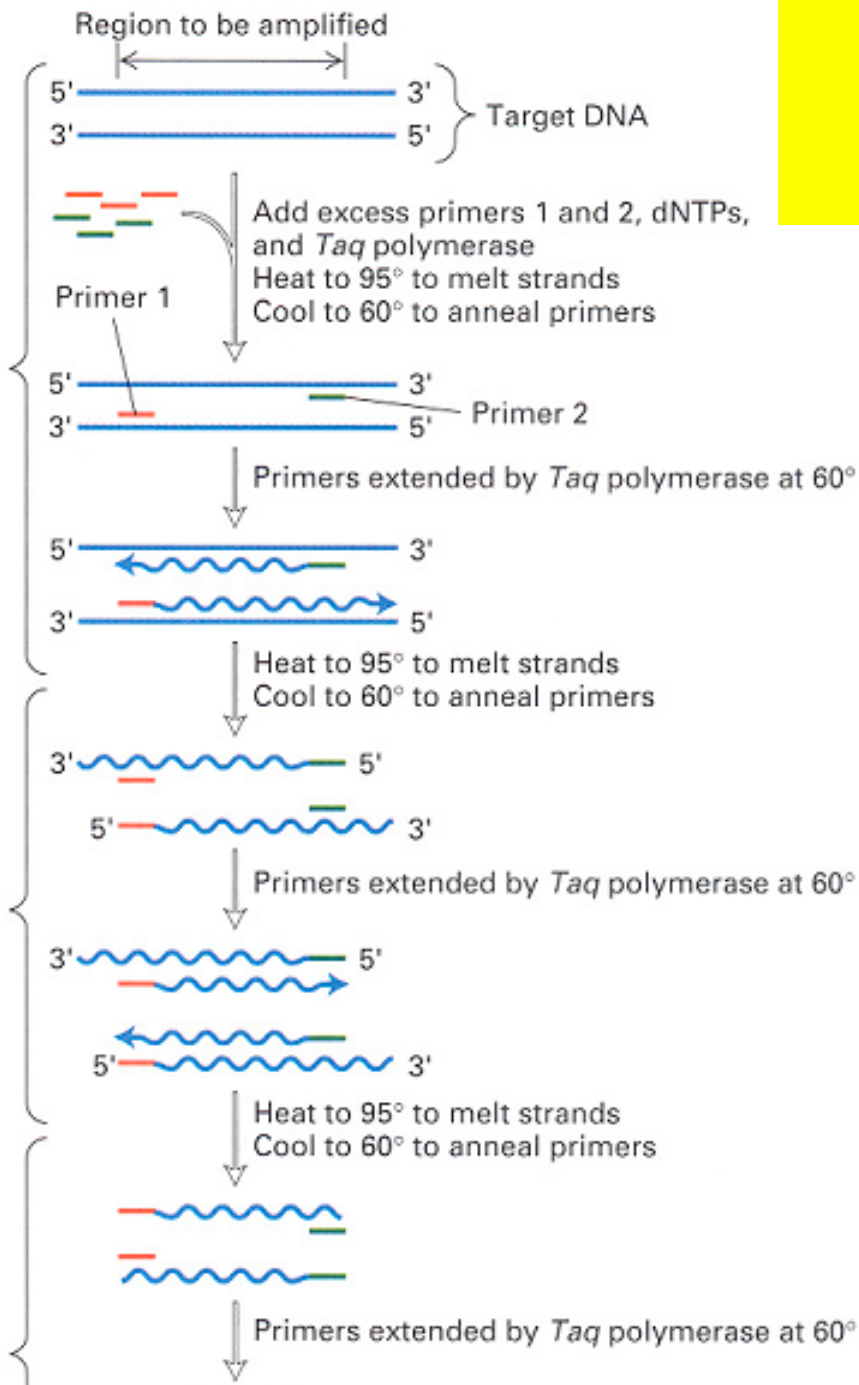 Region to be amplified
5' 3'
Target DNA
3' 5'
Add excess primers 1 and 2, dNTPs,
and Taq polymerase
Heat to 95° to melt strands
Primer 1
Cool to 60° to anneal primers
5' 3'
Primer 2
3' 5'
Primers extended by Taq polymerase at 60°
5' 3'
3' 5'
Heat to 95° to melt strands
Cool to 60° to anneal primers
3' 5'
5' 3'
Primers extended by Taq polymerase at 60°
3' 5'
5' 3'
Heat to 95° to melt strands
Cool to 60° to anneal primers
Primers extended by Taq polymerase at 60°